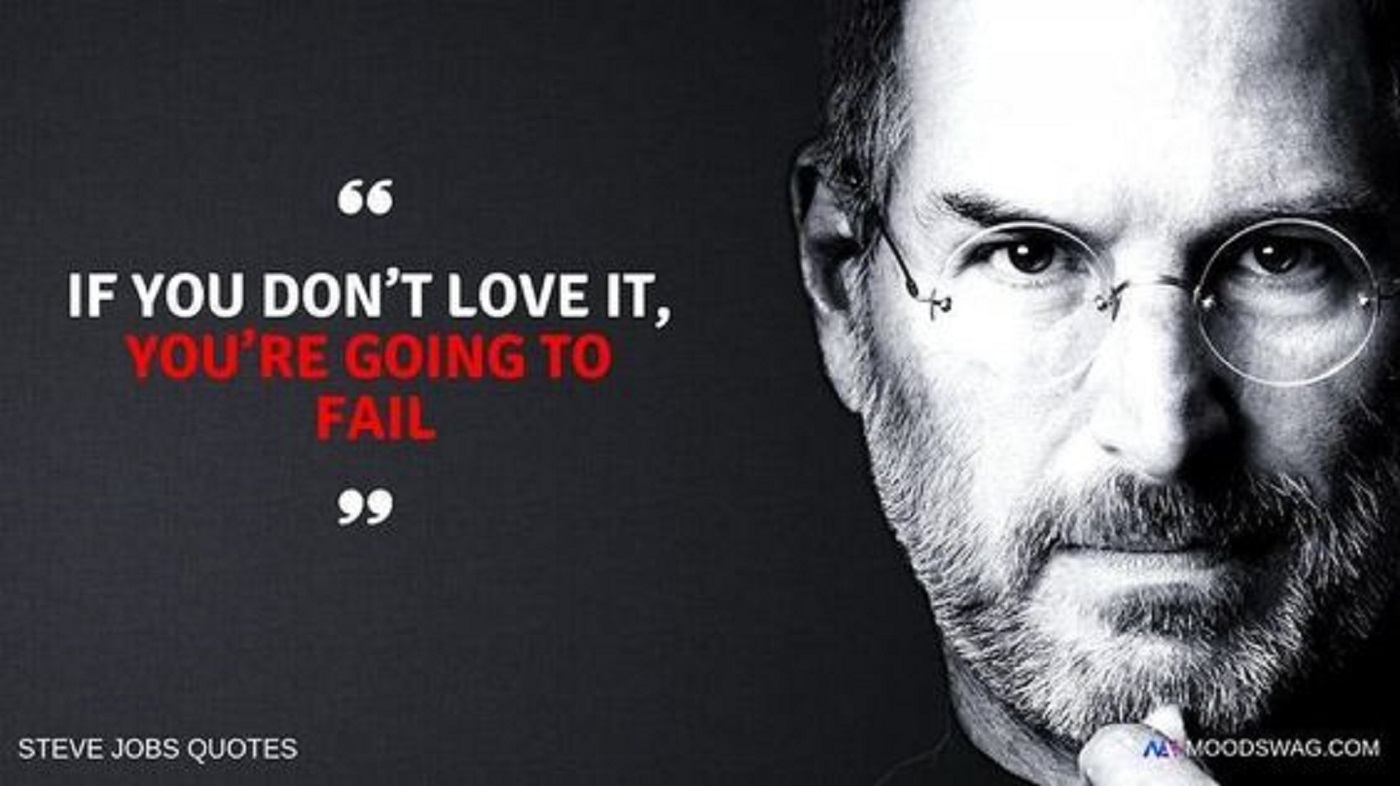 “
IF YOU DON’T LOVE IT,
YOU’RE GOING TO
FAIL
”
STEVE JOBS QUOTES
MOODSWAG.COM